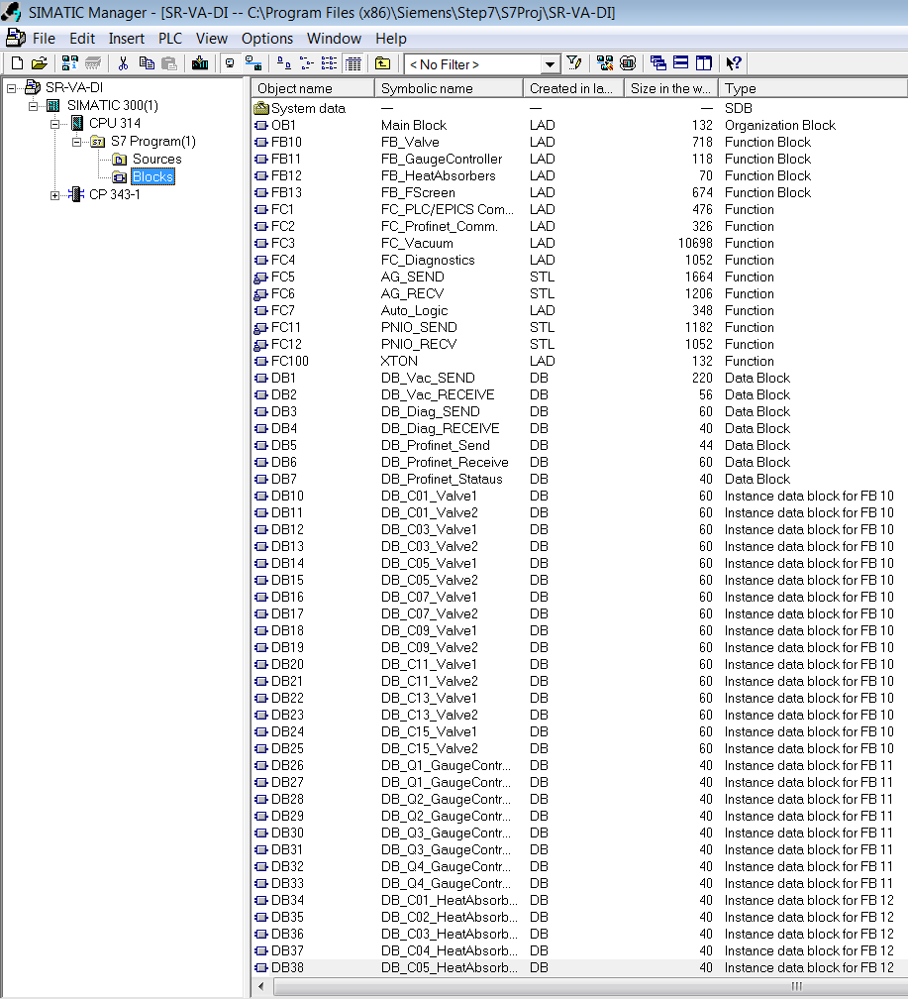 SIMATIC Manager - [SR-VA-DI -- C:\Program Files (x86)\Siemens\Step7\S7Proj\SR-VA-DI]
File Edit Insert PLC View Options Window Help
< No Filter >
SR-VA-DI
SIMATIC 300(1)
CPU 314
S7 Program(1)
Sources
Blocks
CP 343-1
Object name Symbolic name Created in la... Size in the w... Type
System data — — — SDB
OB1 Main Block LAD 132 Organization Block
FB10 FB_Valve LAD 718 Function Block
FB11 FB_GaugeController LAD 118 Function Block
FB12 FB_HeatAbsorbers LAD 70 Function Block
FB13 FB_FScreen LAD 674 Function Block
FC1 FC_PLC/EPICS Com... LAD 476 Function
FC2 FC_Profinet_Comm. LAD 326 Function
FC3 FC_Vacuum LAD 10698 Function
FC4 FC_Diagnostics LAD 1052 Function
FC5 AG_SEND STL 1664 Function
FC6 AG_RECV STL 1206 Function
FC7 Auto_Logic LAD 348 Function
FC11 PNIO_SEND STL 1182 Function
FC12 PNIO_RECV STL 1052 Function
FC100 XTON LAD 132 Function
DB1 DB_Vac_SEND DB 220 Data Block
DB2 DB_Vac_RECEIVE DB 56 Data Block
DB3 DB_Diag_SEND DB 60 Data Block
DB4 DB_Diag_RECEIVE DB 40 Data Block
DB5 DB_Profinet_Send DB 44 Data Block
DB6 DB_Profinet_Receive DB 60 Data Block
DB7 DB_Profinet_Stataus DB 40 Data Block
DB10 DB_C01_Valve1 DB 60 Instance data block for FB 10
DB11 DB_C01_Valve2 DB 60 Instance data block for FB 10
DB12 DB_C03_Valve1 DB 60 Instance data block for FB 10
DB13 DB_C03_Valve2 DB 60 Instance data block for FB 10
DB14 DB_C05_Valve1 DB 60 Instance data block for FB 10
DB15 DB_C05_Valve2 DB 60 Instance data block for FB 10
DB16 DB_C07_Valve1 DB 60 Instance data block for FB 10
DB17 DB_C07_Valve2 DB 60 Instance data block for FB 10
DB18 DB_C09_Valve1 DB 60 Instance data block for FB 10
DB19 DB_C09_Valve2 DB 60 Instance data block for FB 10
DB20 DB_C11_Valve1 DB 60 Instance data block for FB 10
DB21 DB_C11_Valve2 DB 60 Instance data block for FB 10
DB22 DB_C13_Valve1 DB 60 Instance data block for FB 10
DB23 DB_C13_Valve2 DB 60 Instance data block for FB 10
DB24 DB_C15_Valve1 DB 60 Instance data block for FB 10
DB25 DB_C15_Valve2 DB 60 Instance data block for FB 10
DB26 DB_Q1_GaugeContr... DB 40 Instance data block for FB 11
DB27 DB_Q1_GaugeContr... DB 40 Instance data block for FB 11
DB28 DB_Q2_GaugeContr... DB 40 Instance data block for FB 11
DB29 DB_Q2_GaugeContr... DB 40 Instance data block for FB 11
DB30 DB_Q3_GaugeContr... DB 40 Instance data block for FB 11
DB31 DB_Q3_GaugeContr... DB 40 Instance data block for FB 11
DB32 DB_Q4_GaugeContr... DB 40 Instance data block for FB 11
DB33 DB_Q4_GaugeContr... DB 40 Instance data block for FB 11
DB34 DB_C01_HeatAbsorb... DB 40 Instance data block for FB 12
DB35 DB_C02_HeatAbsorb... DB 40 Instance data block for FB 12
DB36 DB_C03_HeatAbsorb... DB 40 Instance data block for FB 12
DB37 DB_C04_HeatAbsorb... DB 40 Instance data block for FB 12
DB38 DB_C05_HeatAbsorb... DB 40 Instance data block for FB 12